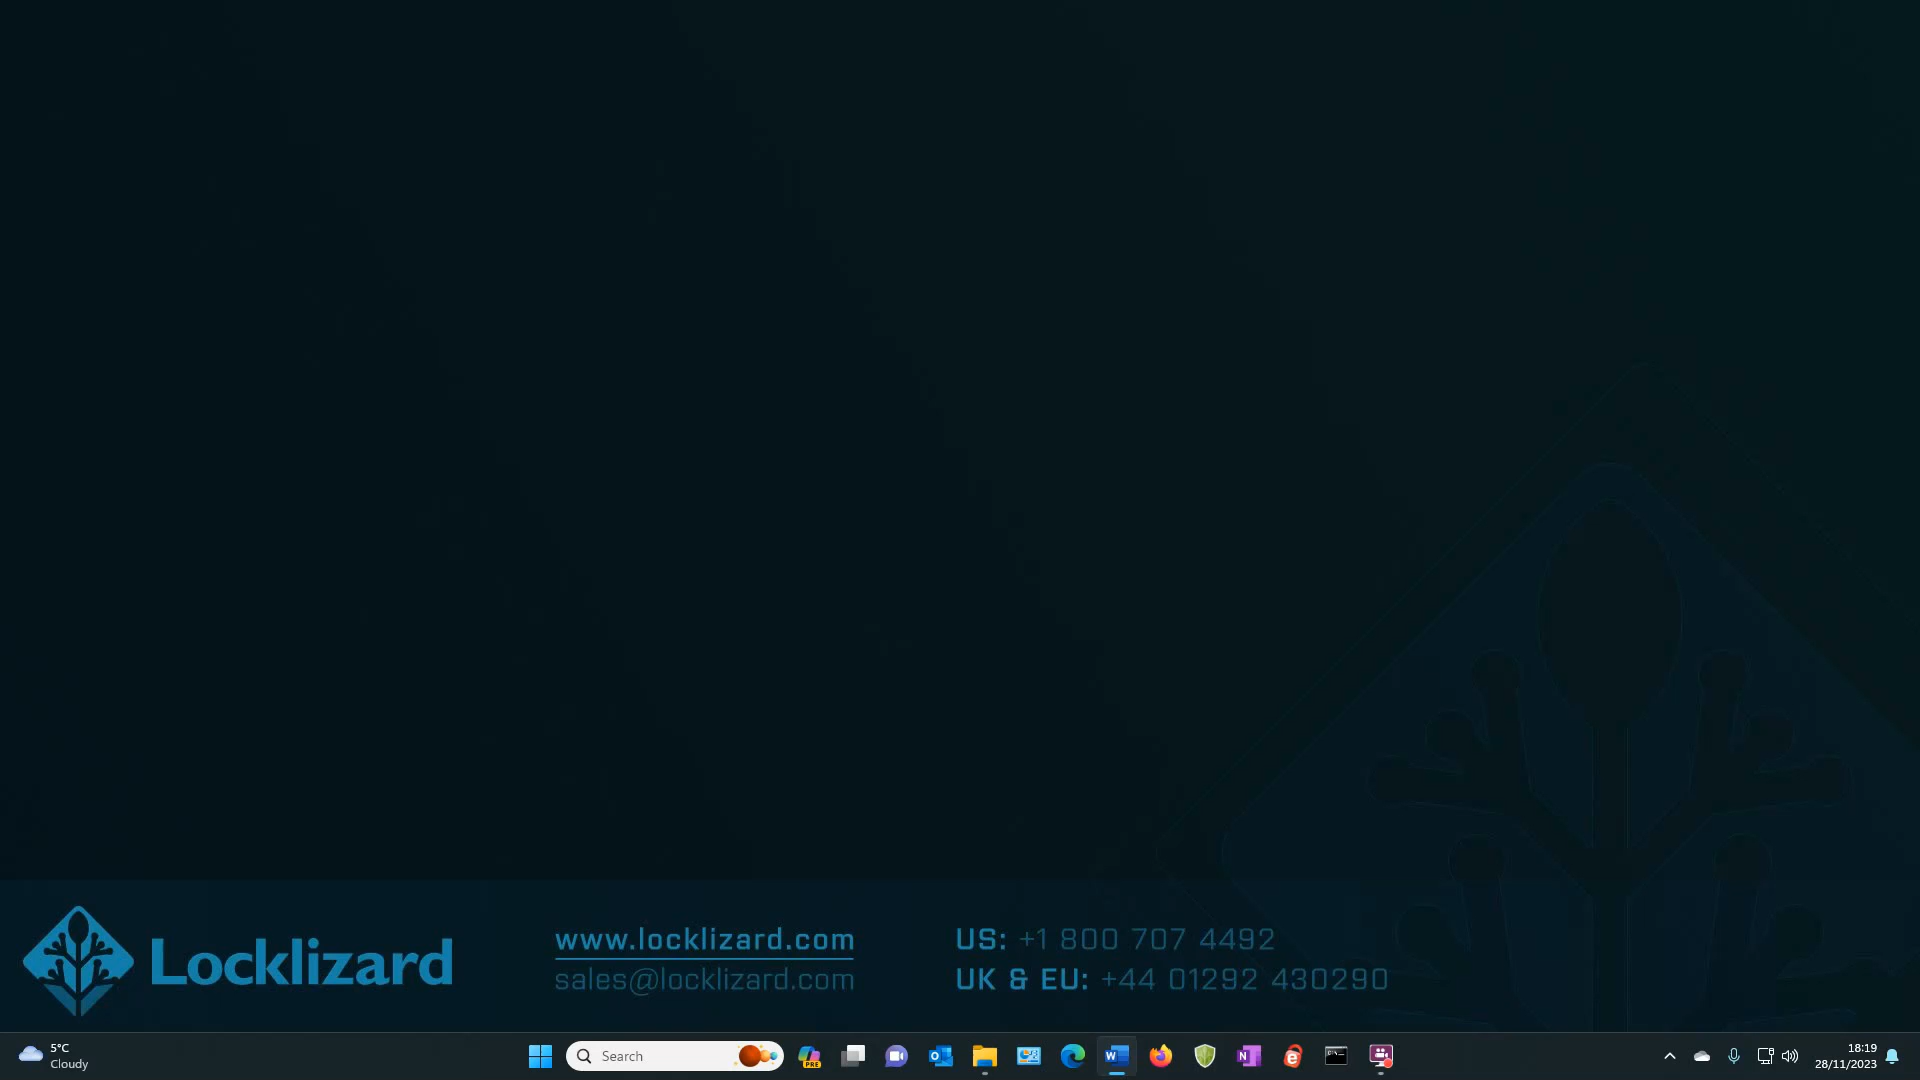 Locklizard
www.locklizard.com
sales@locklizard.com
US: +1 800 707 4492
UK & EU: +44 01292 430290
5°C
Cloudy
Search
PRE
18:19
28/11/2023